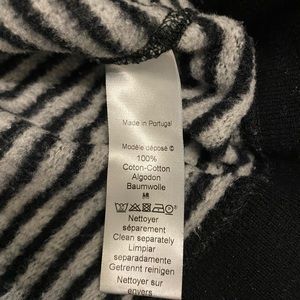 Made in Portugal
Modèle déposé ©
100%
Coton-Cotton
Algodon
Baumwolle
Nettoyer
séparement
Clean separately
Limpiar
separadamente
Getrennt reinigen
Nettoyer sur
envers